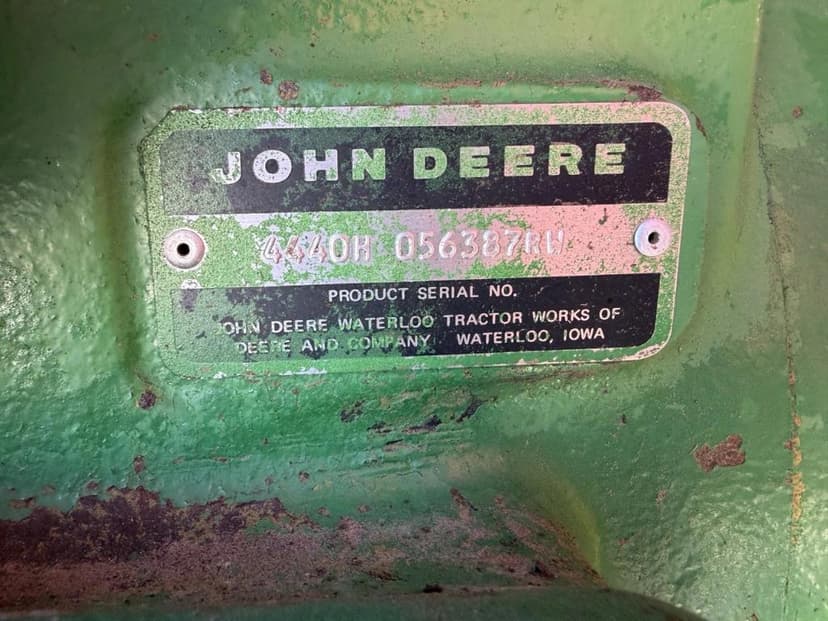 JOHN DEERE
4440H 056387RW
PRODUCT SERIAL NO.
JOHN DEERE WATERLOO TRACTOR WORKS OF
DEERE AND COMPANY WATERLOO, IOWA